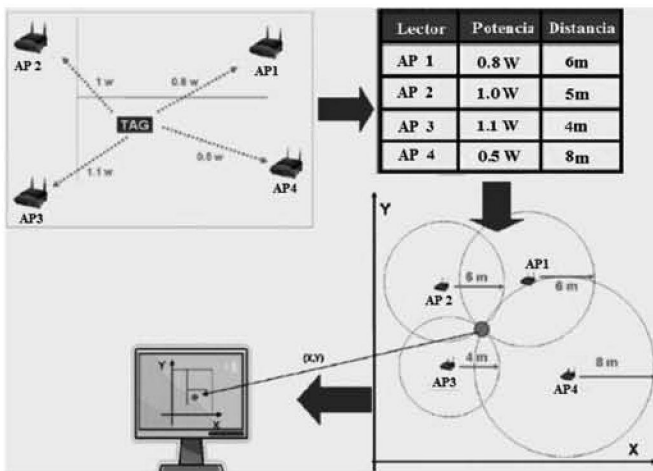 AP 2
AP1
1 w
0.8 w
TAG
1.1 w
0.5 w
AP3
AP4
Lector Potencia Distancia
AP 1 0.8 W 6m
AP 2 1.0 W 5m
AP 3 1.1 W 4m
AP 4 0.5 W 8m
Y
AP1
6 m
AP 2
6 m
(X,Y)
4 m
AP3
8 m
AP4
X
Y
X